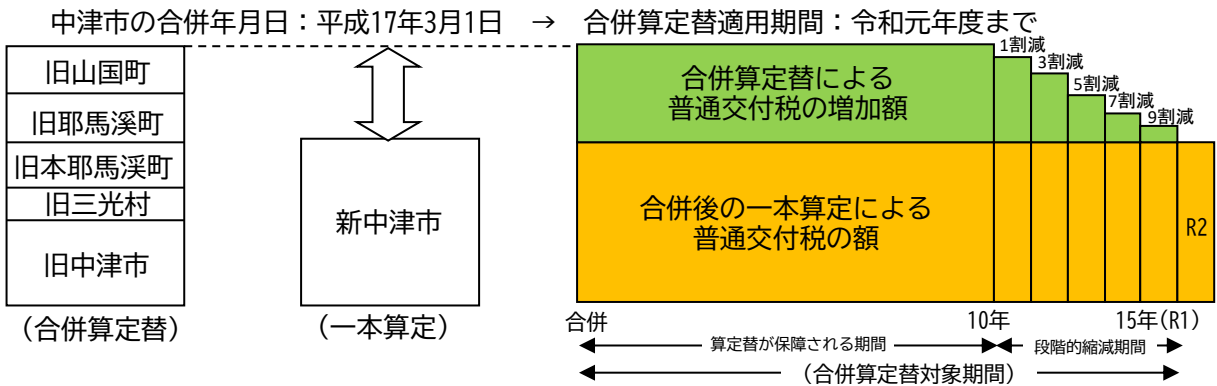 中津市の合併年月日：平成17年3月1日　→　合併算定替適用期間：令和元年度まで
旧山国町
旧耶馬溪町
旧本耶馬溪町
旧三光村
旧中津市
（合併算定替）
新中津市
（一本算定）
合併算定替による
普通交付税の増加額
1割減
3割減
5割減
7割減
9割減
合併後の一本算定による
普通交付税の額
R2
合併
10年
15年(R1)
算定替が保障される期間
段階的縮減期間
（合併算定替対象期間）